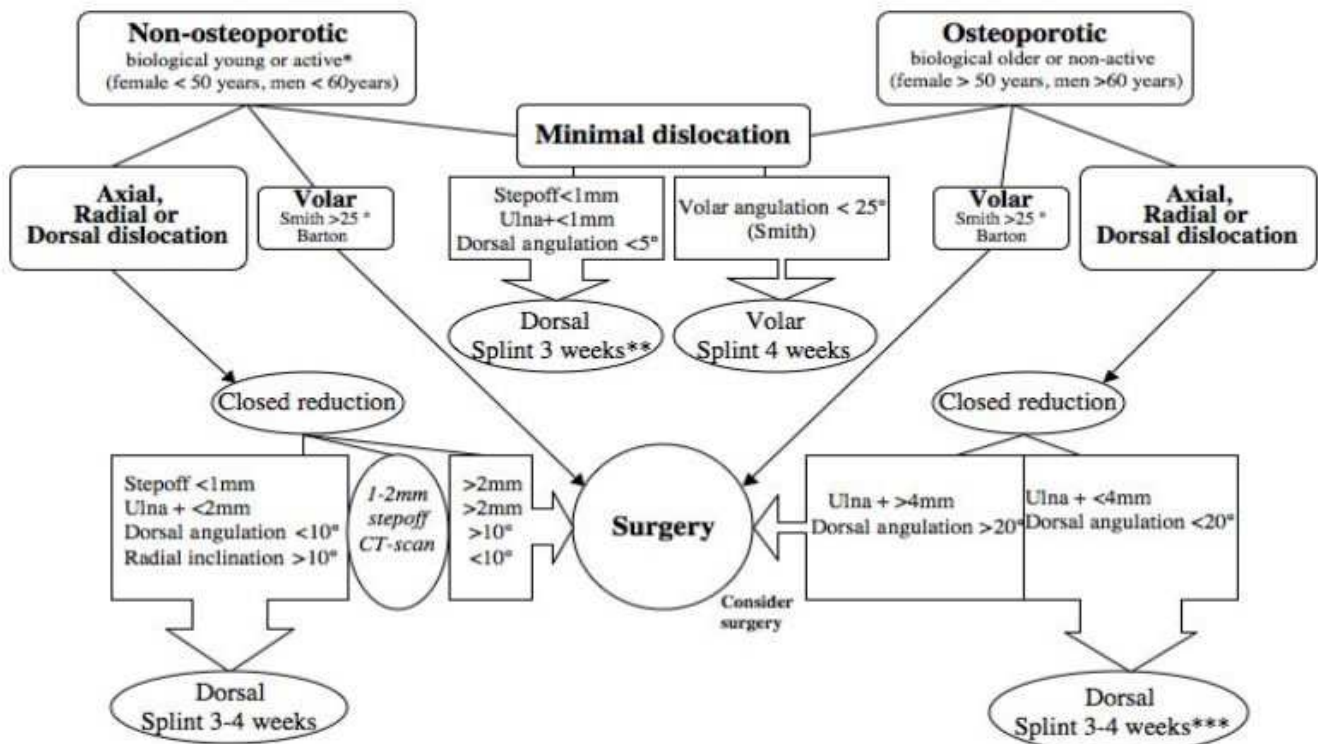 Non-osteoporotic
biological young or active*
(female < 50 years, men < 60years)
Osteoporotic
biological older or non-active
(female > 50 years, men >60 years)
Minimal dislocation
Axial,
Radial or
Dorsal dislocation
Volar
Smith >25 °
Barton
Stepoff<1mm
Ulna+<1mm
Dorsal angulation <5°
Volar angulation < 25°
(Smith)
Volar
Smith >25 °
Barton
Axial,
Radial or
Dorsal dislocation
Dorsal
Splint 3 weeks**
Volar
Splint 4 weeks
Closed reduction
Closed reduction
Stepoff <1mm
Ulna + <2mm
Dorsal angulation <10°
Radial inclination >10°
1-2mm
stepoff
CT-scan
>2mm
>2mm
>10°
<10°
Surgery
Consider
surgery
Ulna + >4mm
Dorsal angulation >20°
Ulna + <4mm
Dorsal angulation <20°
Dorsal
Splint 3-4 weeks
Dorsal
Splint 3-4 weeks***